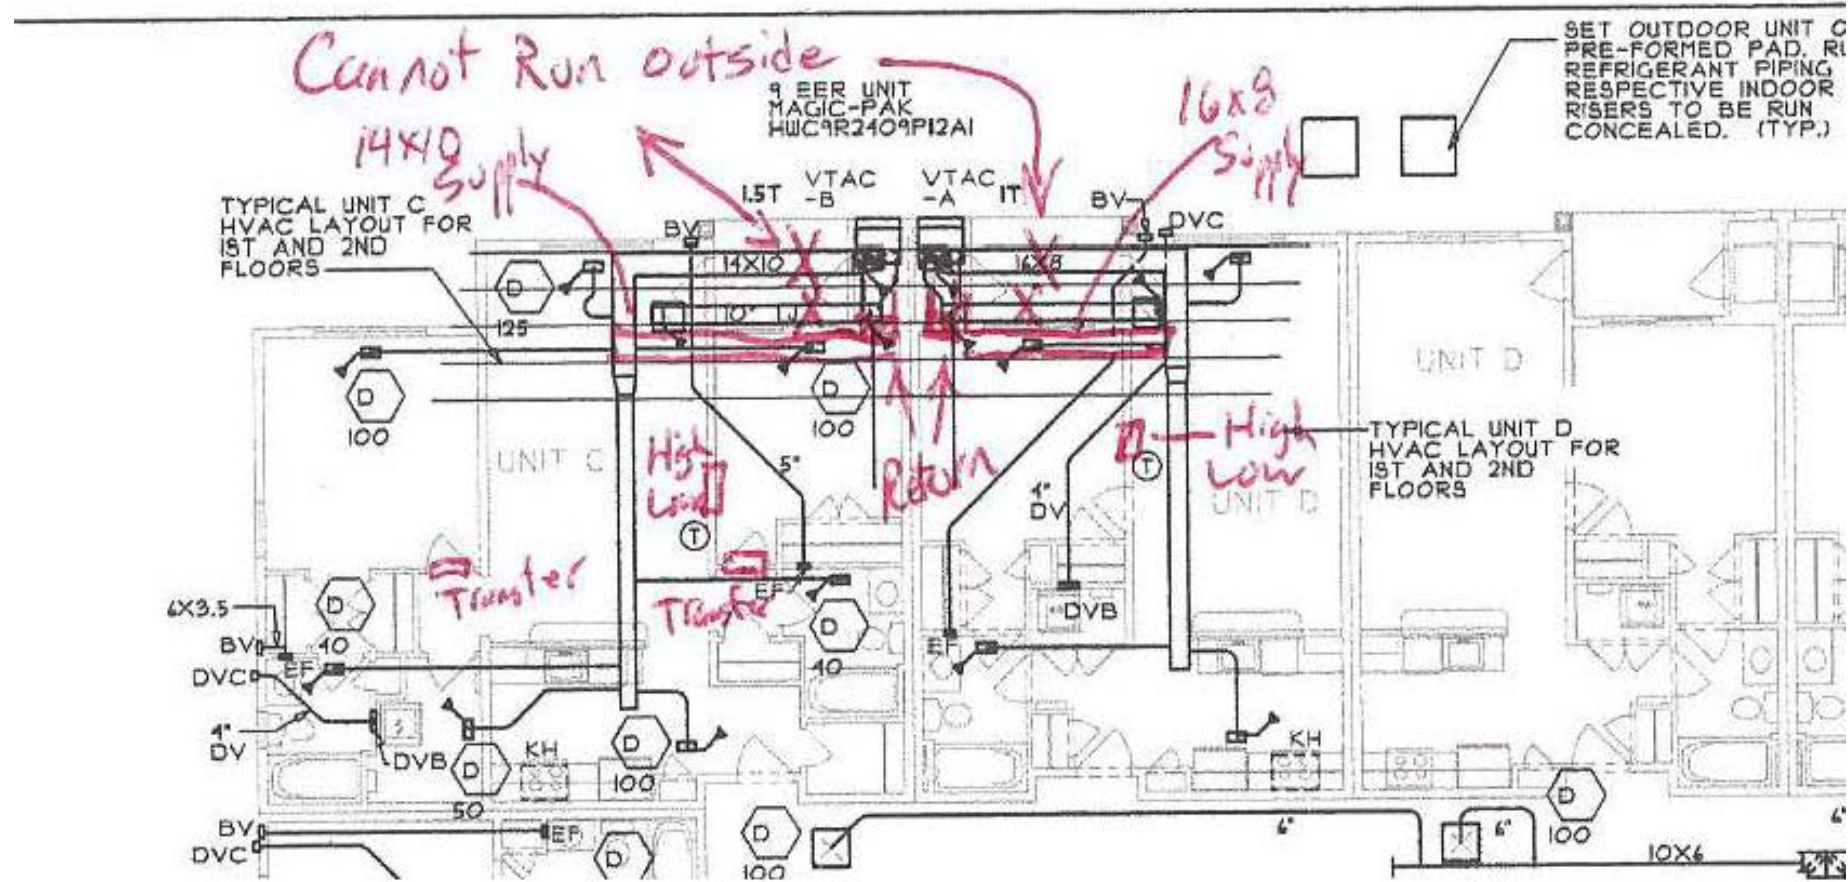 Cannot Run outside
9 EER UNIT
MAGIC-PAK
HWC9R2409P12A1
16x8
Supply
SET OUTDOOR UNIT
PRE-FORMED PAD.
REFRIGERANT PIPING
RESPECTIVE INDOOR
RISERS TO BE RUN
CONCEALED. (TYP.)
14x10
Supply
TYPICAL UNIT C
HVAC LAYOUT FOR
1ST AND 2ND
FLOORS
1.5T
VTAC
-B
VTAC
-A
1T
BV
BV
DVC
14X10
16X8
D
125
10"
D
100
D
100
UNIT D
UNIT C
High
Low
5"
Return
4"
DV
High
Low
TYPICAL UNIT D
HVAC LAYOUT FOR
1ST AND 2ND
FLOORS
T
T
UNIT D
Transfer
Transfer
EF
DVB
6X3.5
D
40
BV
EF
DVC
D
40
EF
4"
DV
DVB
D
50
KH
D
100
KH
D
100
BV
DVC
EF
D
D
100
6"
6"
10X6